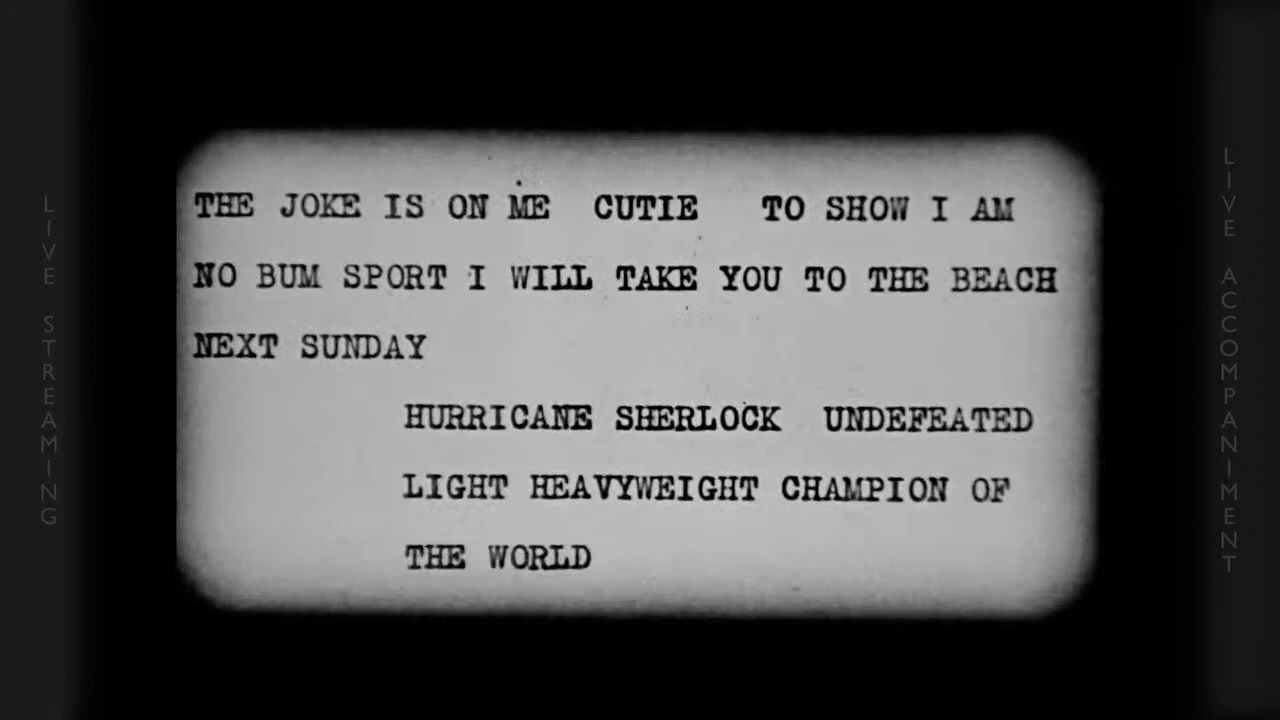 THE JOKE IS ON ME CUTIE TO SHOW I AM
NO BUM SPORT I WILL TAKE YOU TO THE BEACH
NEXT SUNDAY
HURRICANE SHERLOCK UNDEFEATED
LIGHT HEAVYWEIGHT CHAMPION OF
THE WORLD
LIVE STREAMING
LIVE ACCOMPANIMENT